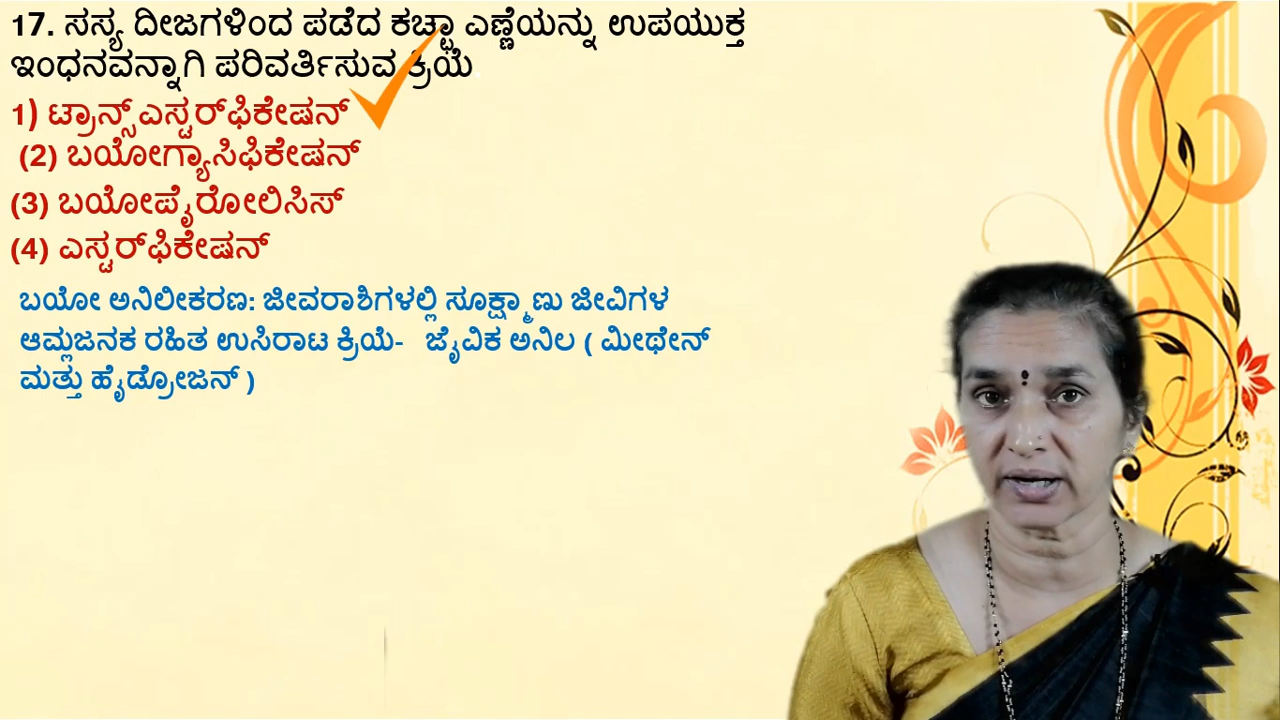 17. ಸಸ್ಯ ದೀಜಗಳಿಂದ ಪಡೆದ ಕಚ್ಚಾ ಎಣ್ಣೆಯನ್ನು ಉಪಯುಕ್ತ
ಇಂಧನವನ್ನಾಗಿ ಪರಿವರ್ತಿಸುವ ಕ್ರಿಯೆ
1) ಟ್ರಾನ್ಸ್‌ಎಸ್ಟರ್‌ಫಿಕೇಷನ್
(2) ಬಯೋಗ್ಯಾಸಿಫಿಕೇಷನ್
(3) ಬಯೋಪೈರೋಲಿಸಿಸ್
(4) ಎಸ್ಟರ್‌ಫಿಕೇಷನ್
ಬಯೋ ಅನಿಲೀಕರಣ: ಜೀವರಾಶಿಗಳಲ್ಲಿ ಸೂಕ್ಷ್ಮಾಣು ಜೀವಿಗಳ
ಆಮ್ಲಜನಕ ರಹಿತ ಉಸಿರಾಟ ಕ್ರಿಯೆ- ಜೈವಿಕ ಅನಿಲ ( ಮೀಥೇನ್
ಮತ್ತು ಹೈಡ್ರೋಜನ್ )